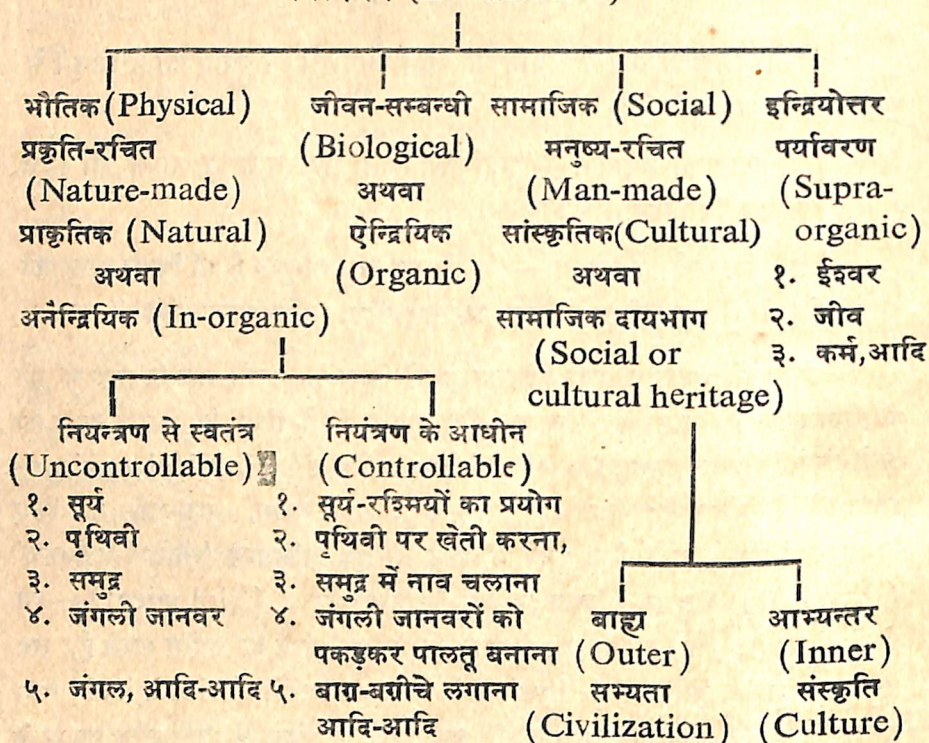 भौतिक (Physical)
प्रकृति-रचित
(Nature-made)
प्राकृतिक (Natural)
अथवा
अनैन्द्रियिक (In-organic)
जीवन-सम्बन्धी
(Biological)
अथवा
ऐन्द्रियिक
(Organic)
सामाजिक (Social)
मनुष्य-रचित
(Man-made)
सांस्कृतिक(Cultural)
अथवा
सामाजिक दायभाग
(Social or
cultural heritage)
इन्द्रियोत्तर
पर्यावरण
(Supra-
organic)
१. ईश्वर
२. जीव
३. कर्म,आदि
नियन्त्रण से स्वतंत्र
(Uncontrollable)
१. सूर्य
२. पृथिवी
३. समुद्र
४. जंगली जानवर
५. जंगल, आदि-आदि
नियंत्रण के आधीन
(Controllable)
१. सूर्य-रश्मियों का प्रयोग
२. पृथिवी पर खेती करना,
३. समुद्र में नाव चलाना
४. जंगली जानवरों को
पकड़कर पालतू बनाना
५. बाग़-बग़ीचे लगाना
आदि-आदि
बाह्य
(Outer)
सभ्यता
(Civilization)
आभ्यन्तर
(Inner)
संस्कृति
(Culture)